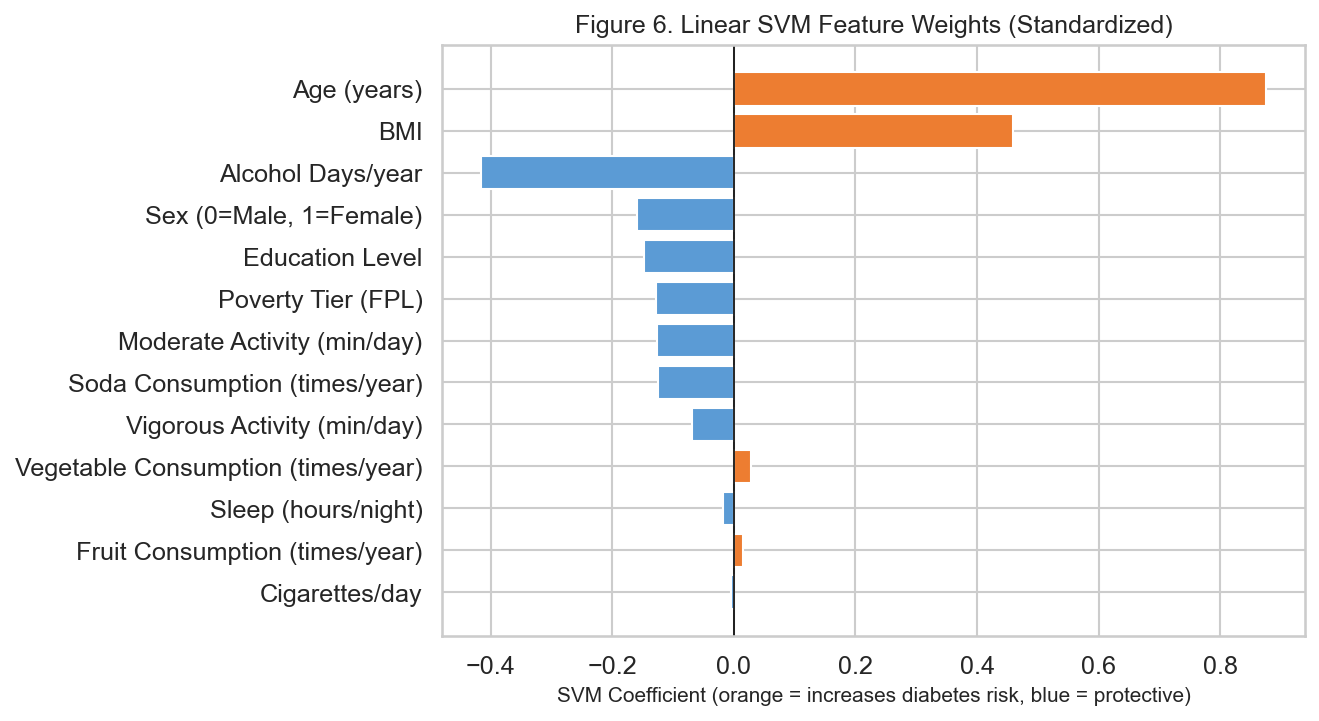 Figure 6. Linear SVM Feature Weights (Standardized)
Age (years)
BMI
Alcohol Days/year
Sex (0=Male, 1=Female)
Education Level
Poverty Tier (FPL)
Moderate Activity (min/day)
Soda Consumption (times/year)
Vigorous Activity (min/day)
Vegetable Consumption (times/year)
Sleep (hours/night)
Fruit Consumption (times/year)
Cigarettes/day
−0.4 −0.2 0.0 0.2 0.4 0.6 0.8
SVM Coefficient (orange = increases diabetes risk, blue = protective)